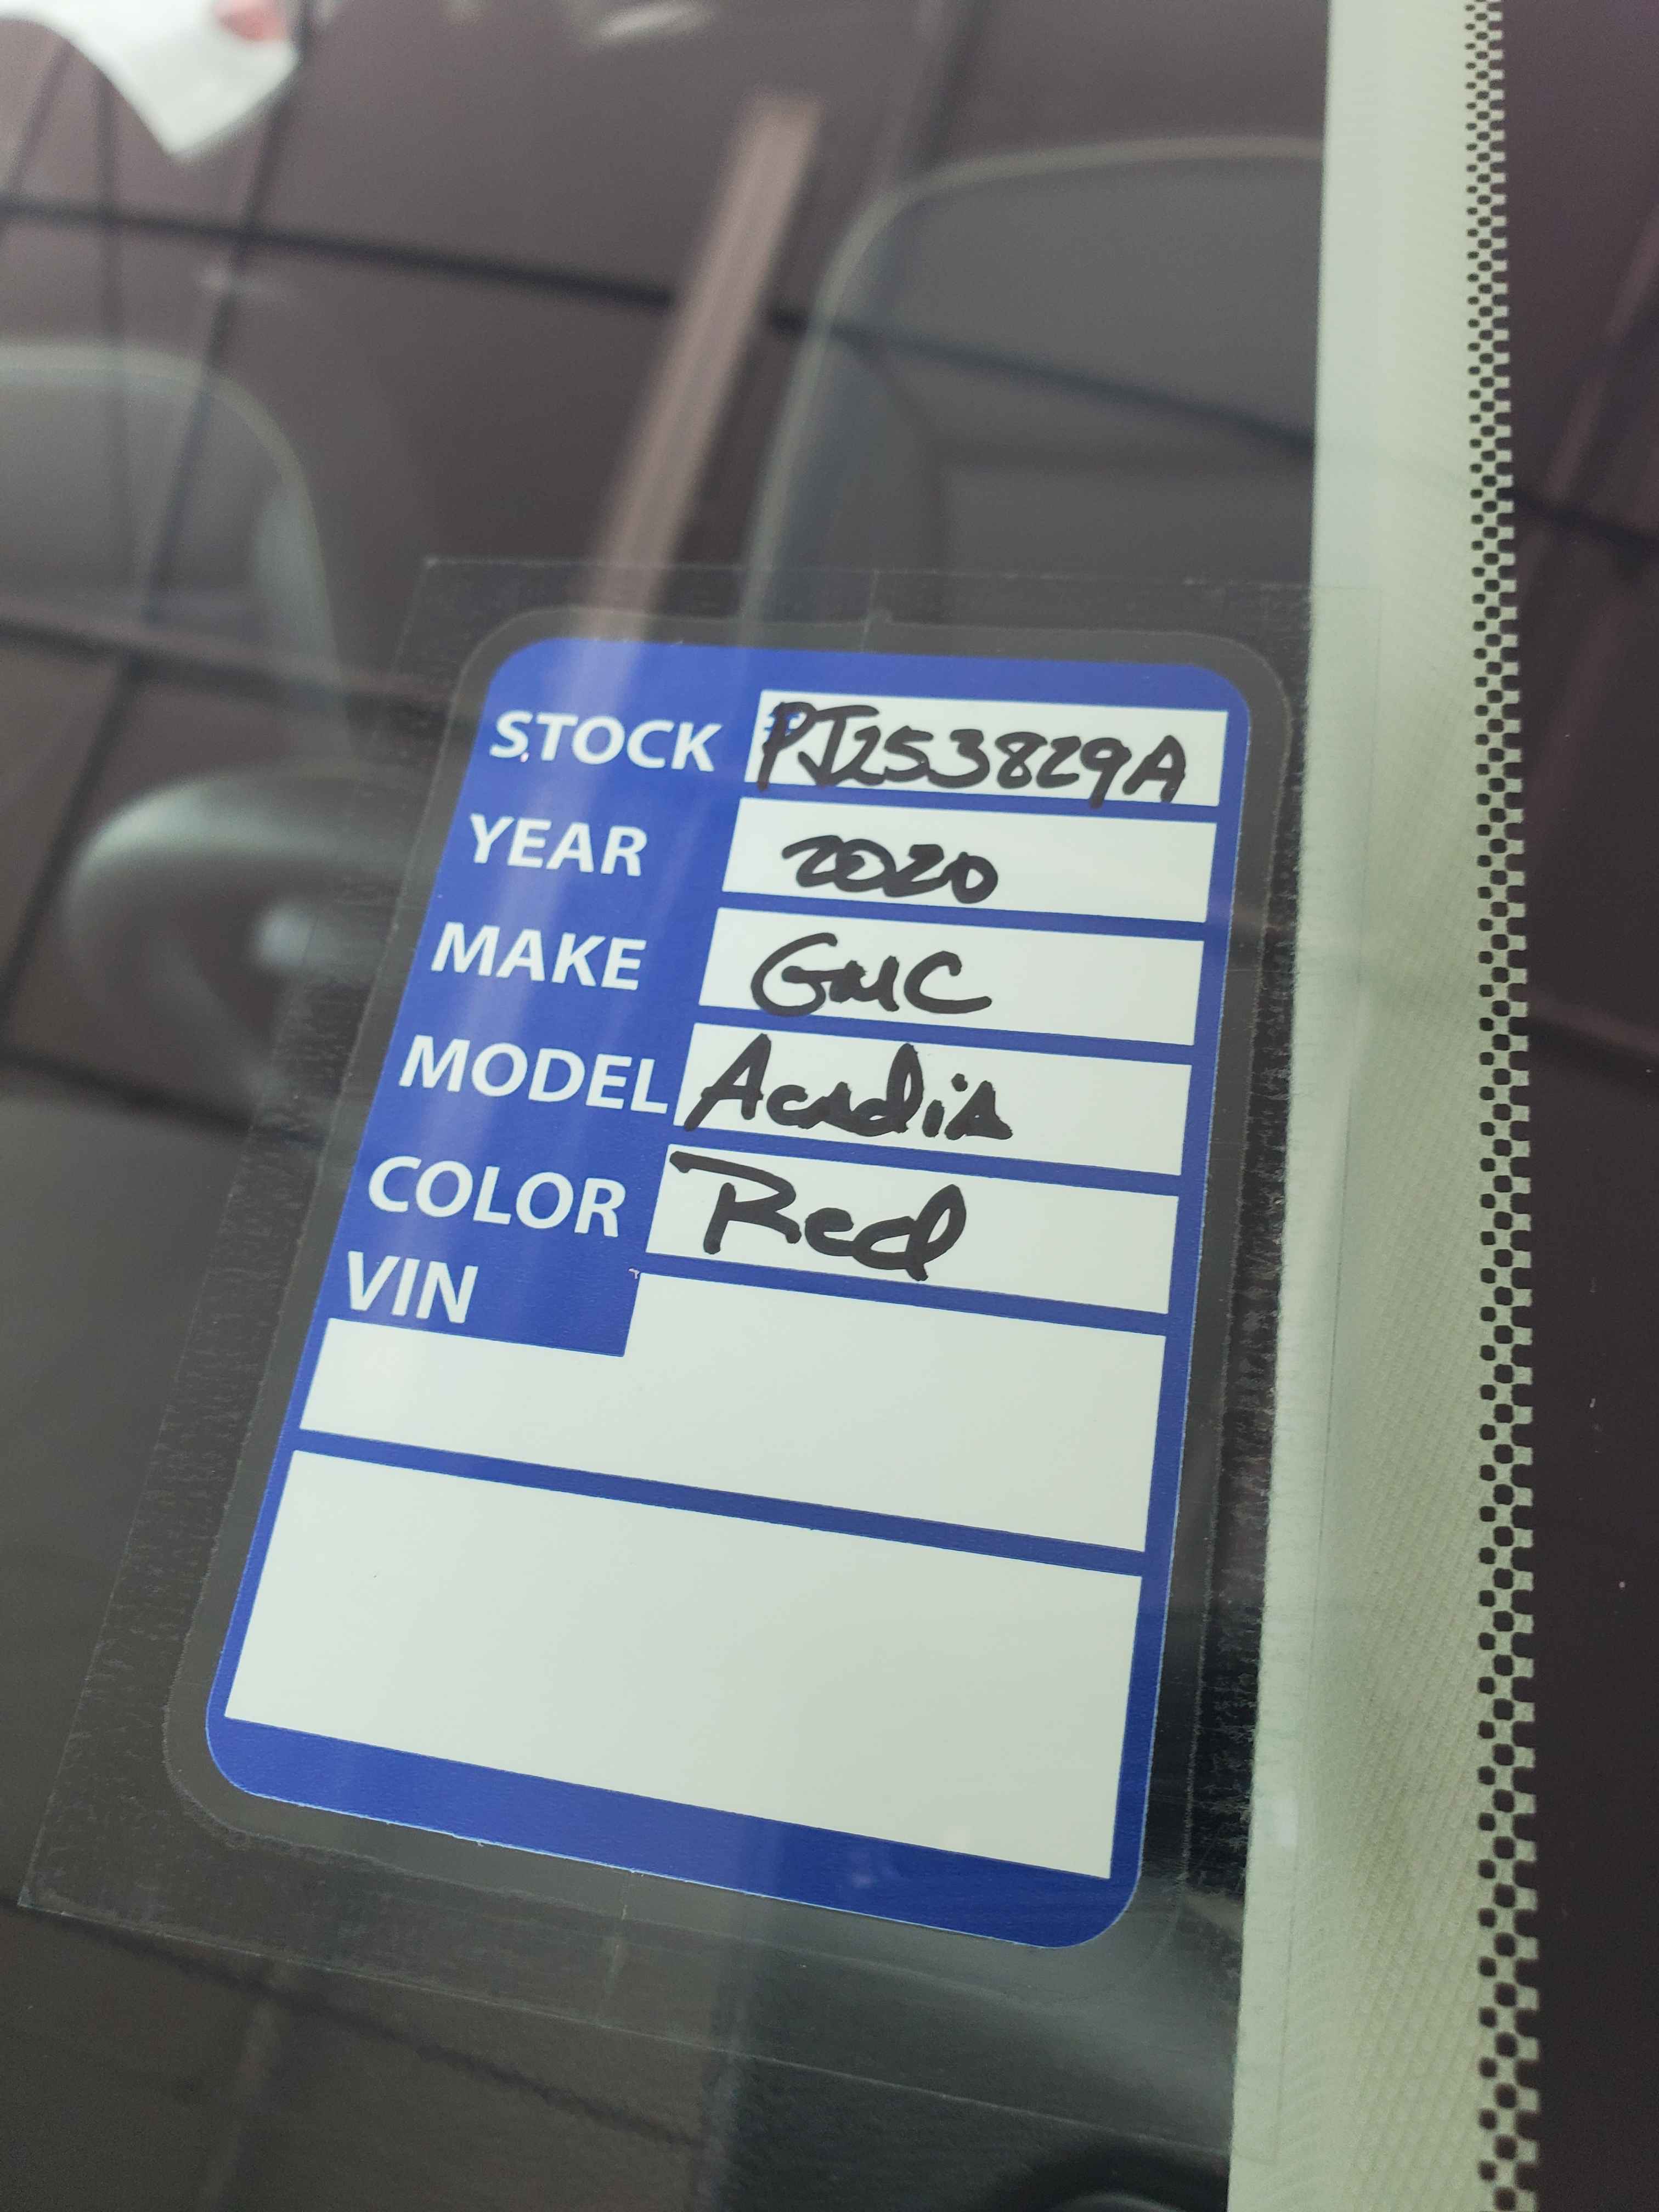 STOCK # PJ253829A
YEAR 2020
MAKE GMC
MODEL Acadia
COLOR Red
VIN